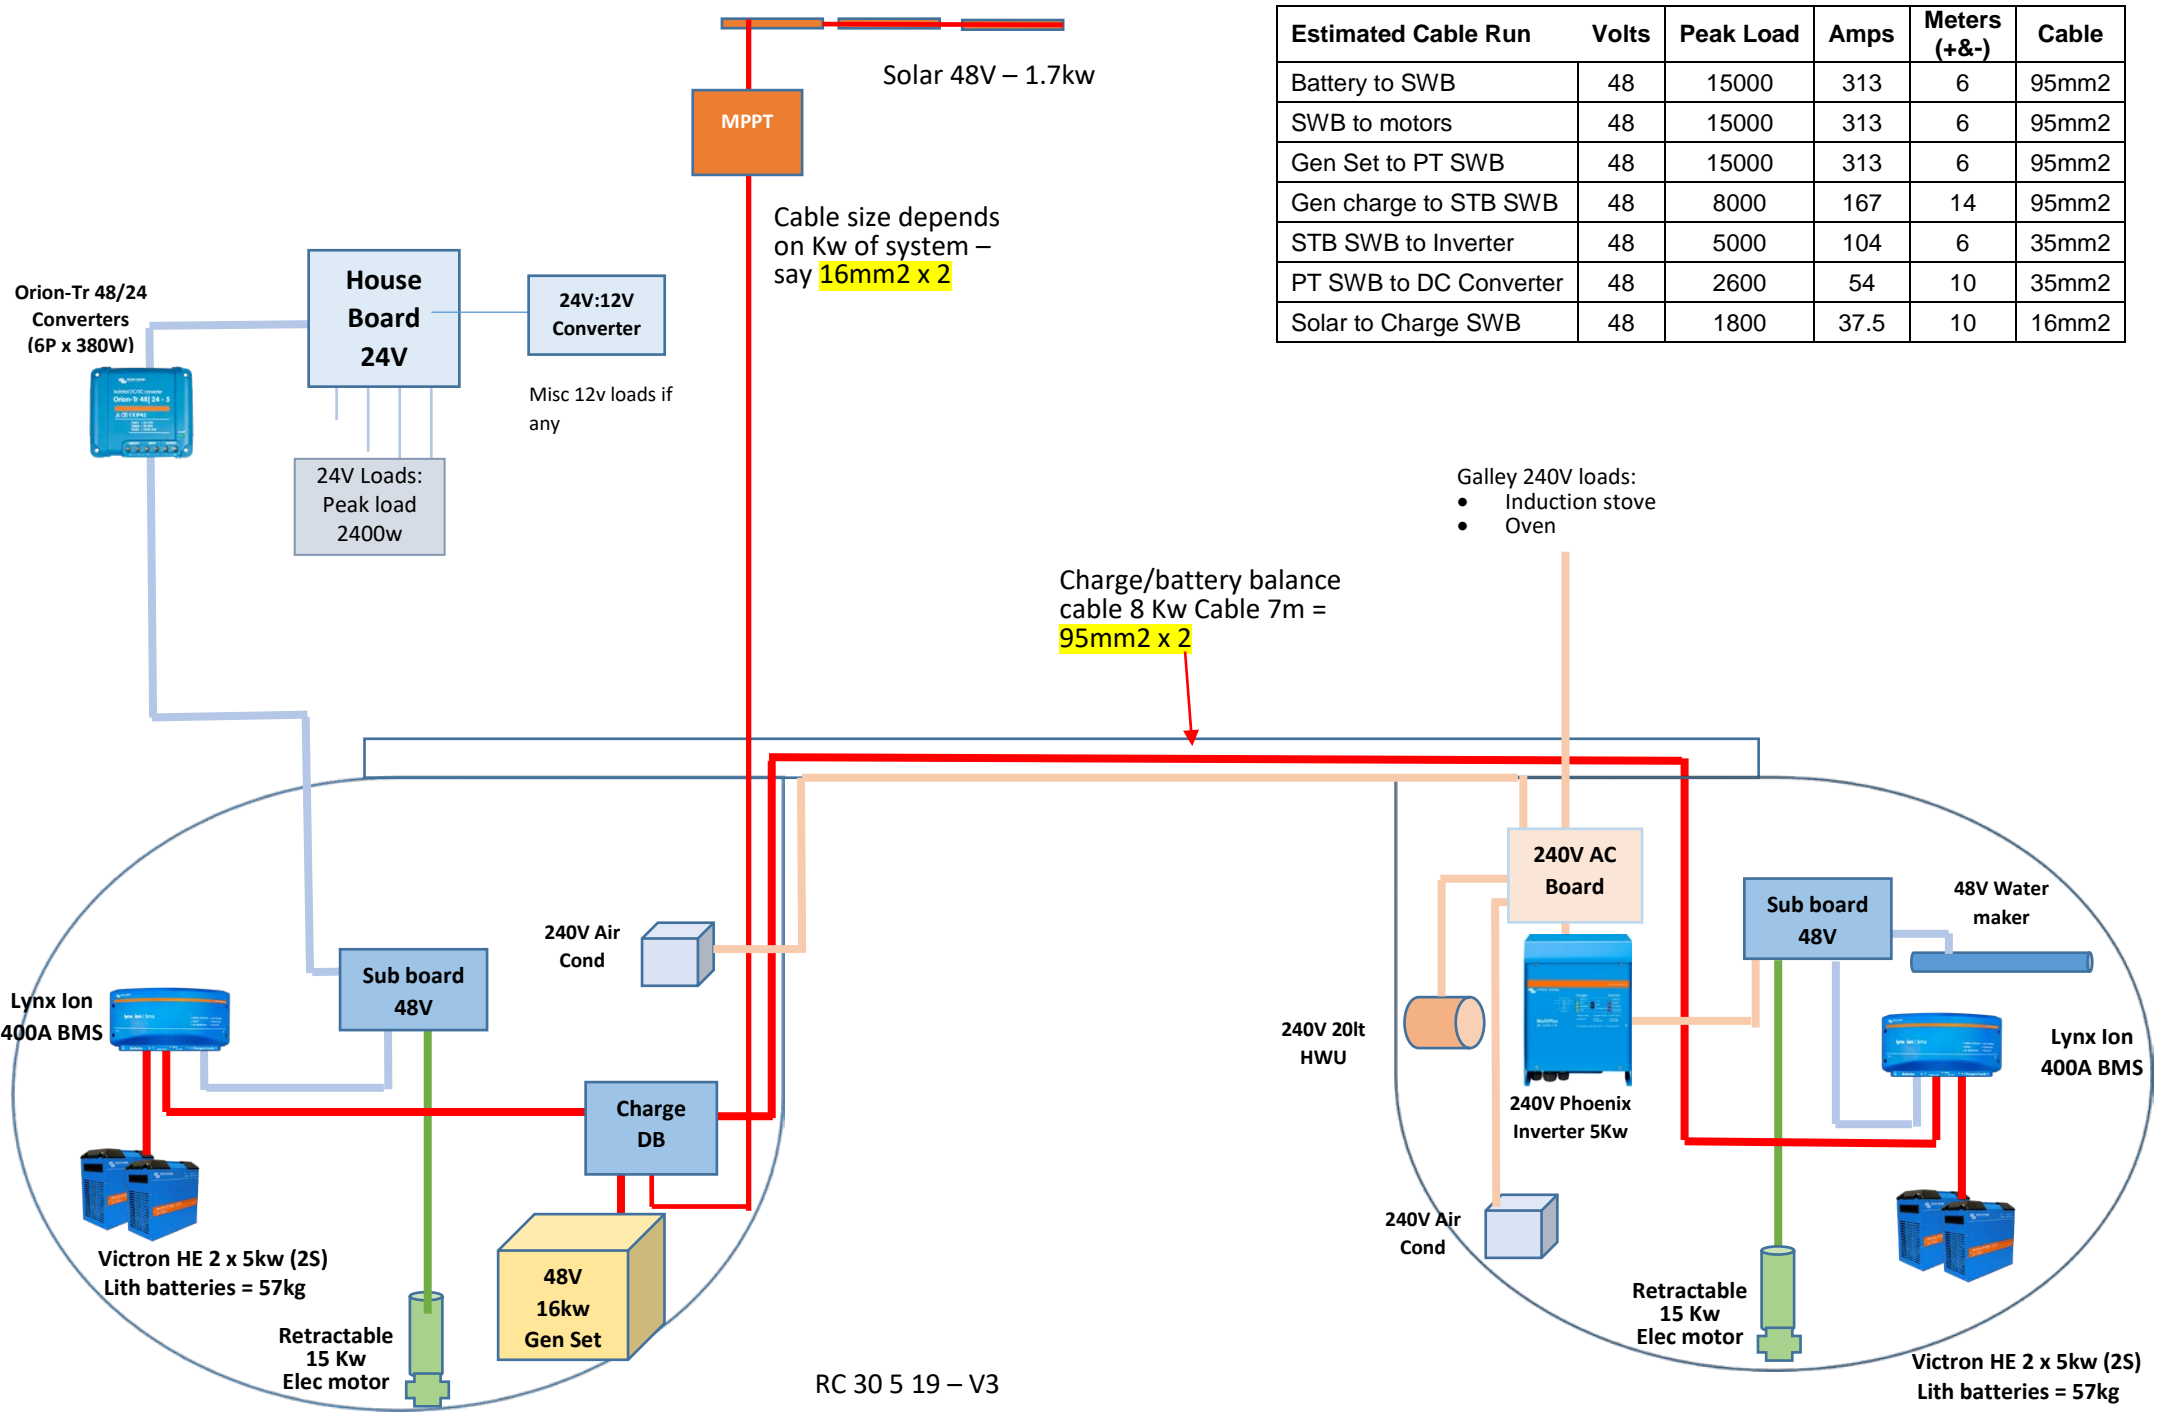 Estimated Cable Run Volts Peak Load Amps Meters (+&-) Cable
Battery to SWB 48 15000 313 6 95mm2
SWB to motors 48 15000 313 6 95mm2
Gen Set to PT SWB 48 15000 313 6 95mm2
Gen charge to STB SWB 48 8000 167 14 95mm2
STB SWB to Inverter 48 5000 104 6 35mm2
PT SWB to DC Converter 48 2600 54 10 35mm2
Solar to Charge SWB 48 1800 37.5 10 16mm2
Solar 48V – 1.7kw
MPPT
Cable size depends
on Kw of system –
say 16mm2 x 2
Orion-Tr 48/24
Converters
(6P x 380W)
Orion-Tr 48|24 - 5
House
Board
24V
24V:12V
Converter
Misc 12v loads if
any
24V Loads:
Peak load
2400w
Galley 240V loads:
• Induction stove
• Oven
Charge/battery balance
cable 8 Kw Cable 7m =
95mm2 x 2
240V Air
Cond
Sub board
48V
Lynx Ion
400A BMS
Charge
DB
Victron HE 2 x 5kw (2S)
Lith batteries = 57kg
48V
16kw
Gen Set
Retractable
15 Kw
Elec motor
RC 30 5 19 – V3
240V AC
Board
Sub board
48V
48V Water
maker
240V 20lt
HWU
MultiPlus
240V Phoenix
Inverter 5Kw
Lynx Ion
400A BMS
240V Air
Cond
Retractable
15 Kw
Elec motor
Victron HE 2 x 5kw (2S)
Lith batteries = 57kg